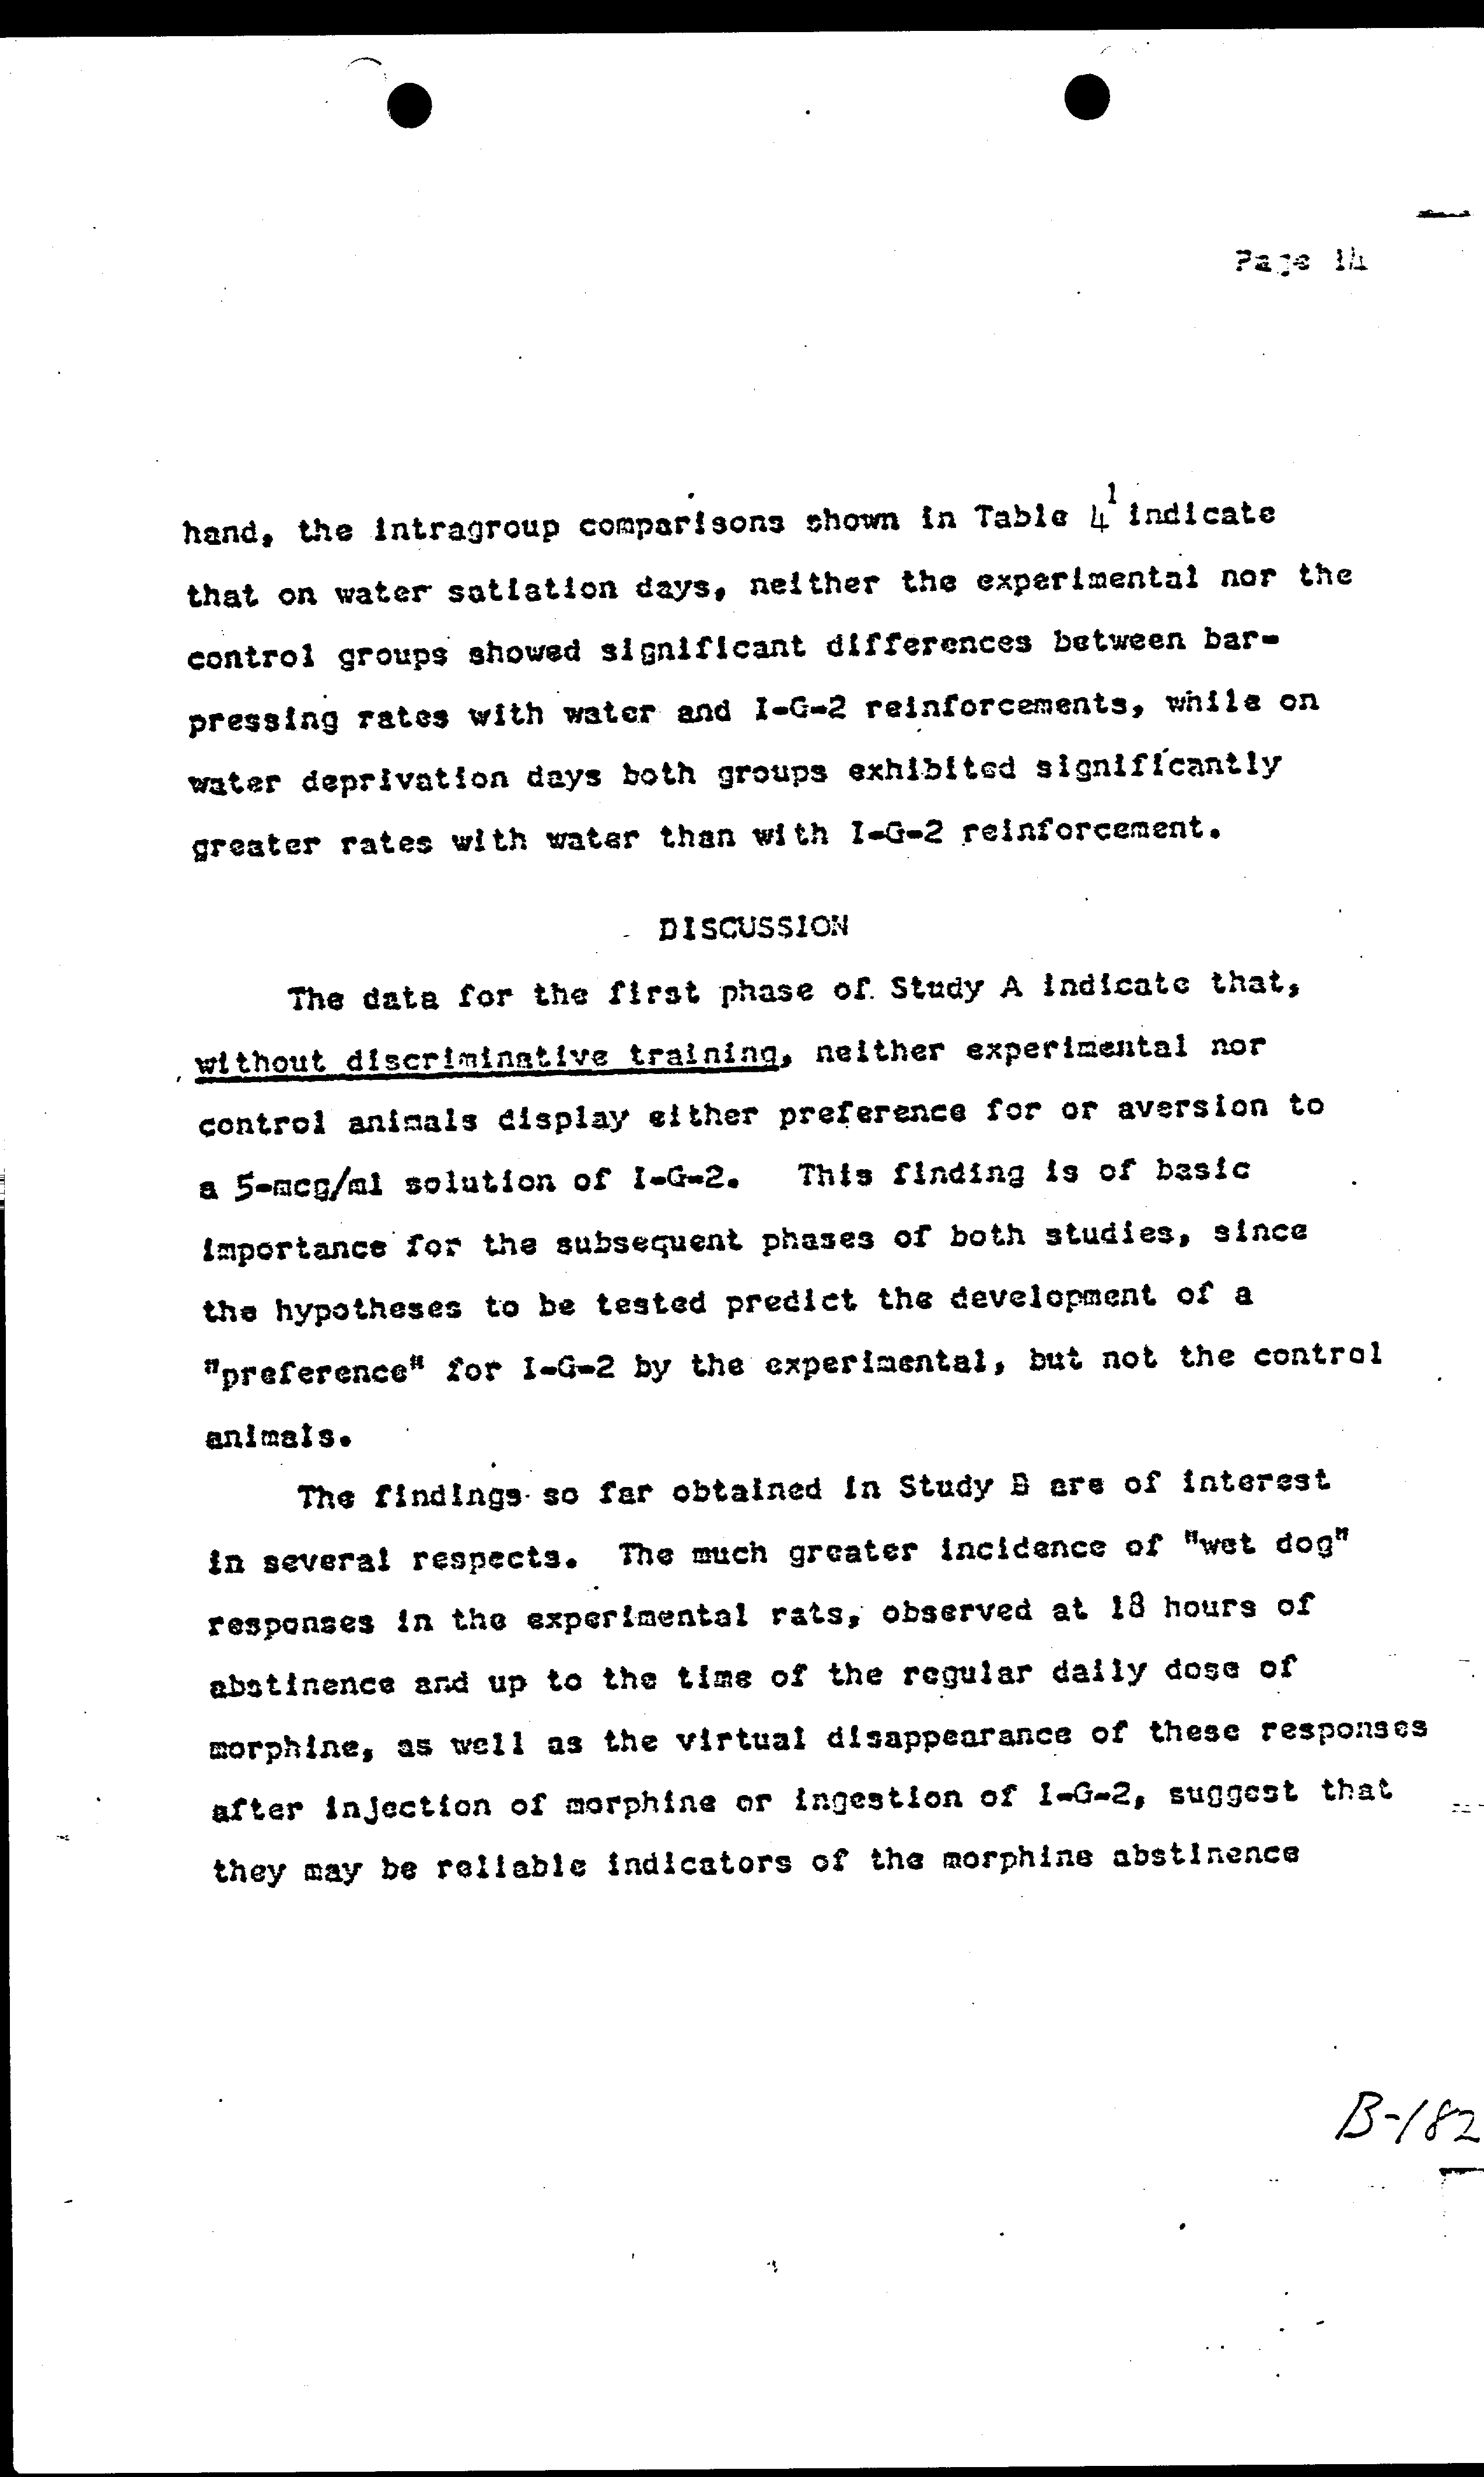 Page 14
hand, the intragroup comparisons shown in Table 4¹ indicate
that on water satiation days, neither the experimental nor the
control groups showed significant differences between bar-
pressing rates with water and I-G-2 reinforcements, while on
water deprivation days both groups exhibited significantly
greater rates with water than with I-G-2 reinforcement.
DISCUSSION
The data for the first phase of Study A indicate that,
without discriminative training, neither experimental nor
control animals display either preference for or aversion to
a 5-mcg/ml solution of I-G-2. This finding is of basic
importance for the subsequent phases of both studies, since
the hypotheses to be tested predict the development of a
"preference" for I-G-2 by the experimental, but not the control
animals.
The findings so far obtained in Study B are of interest
in several respects. The much greater incidence of "wet dog"
responses in the experimental rats, observed at 18 hours of
abstinence and up to the time of the regular daily dose of
morphine, as well as the virtual disappearance of these responses
after injection of morphine or ingestion of I-G-2, suggest that
they may be reliable indicators of the morphine abstinence
B-182